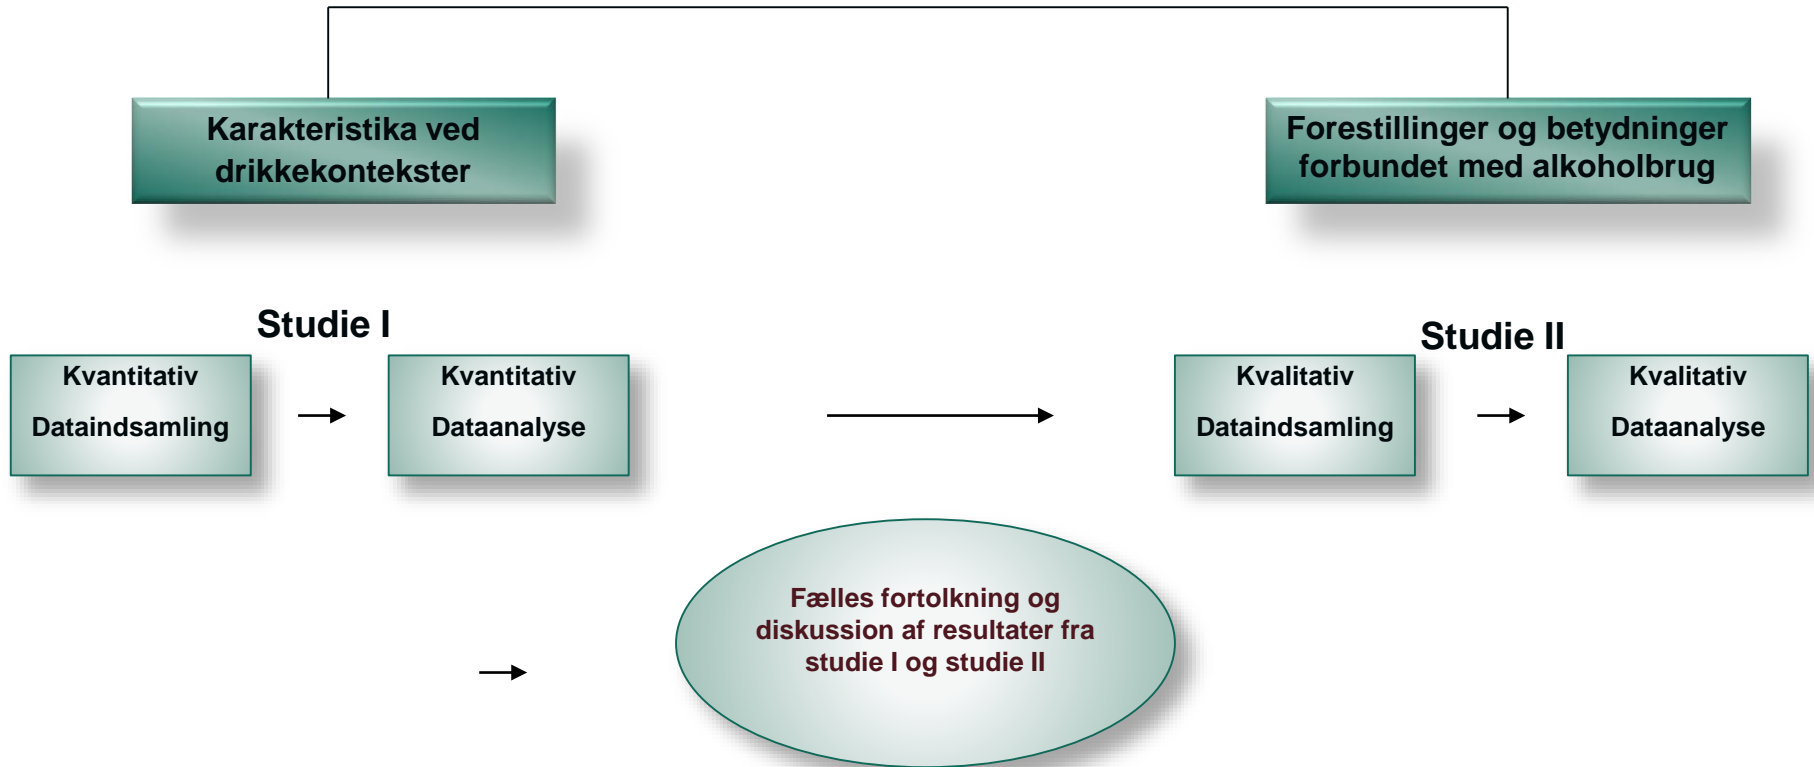 Karakteristika ved
drikkekontekster
Forestillinger og betydninger
forbundet med alkoholbrug
Studie I
Kvantitativ
Dataindsamling
Kvantitativ
Dataanalyse
Studie II
Kvalitativ
Dataindsamling
Kvalitativ
Dataanalyse
Fælles fortolkning og
diskussion af resultater fra
studie I og studie II